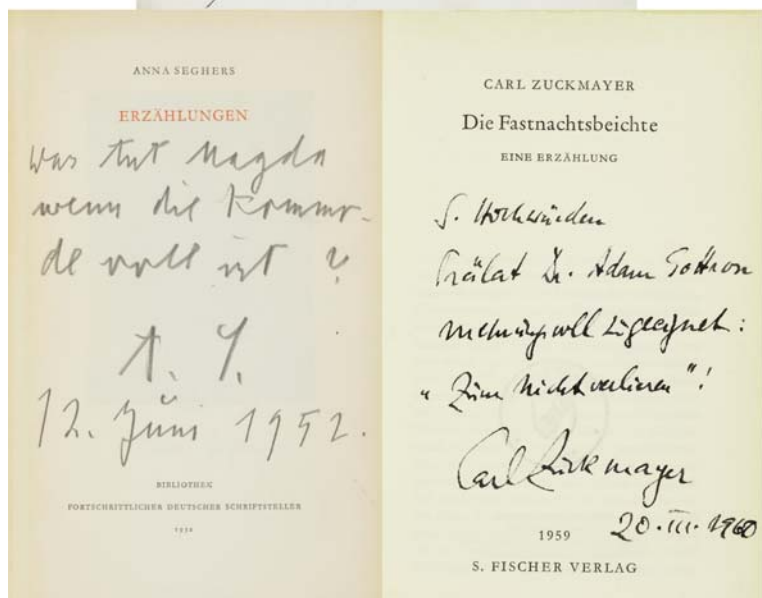 ANNA SEGHERS
ERZÄHLUNGEN
Was tut Magda
wenn die Kommo-
de voll ist?
A. S.
12. Juni 1952.
BIBLIOTHEK
FORTSCHRITTLICHER DEUTSCHER SCHRIFTSTELLER
CARL ZUCKMAYER
Die Fastnachtsbeichte
EINE ERZÄHLUNG
S. Hochwürden
Prälat Dr. Adam Gottron
zugeeignet:
"Zum Nichtverlieren"!
Carl Zuckmayer
20.III.1960
1959
S. FISCHER VERLAG